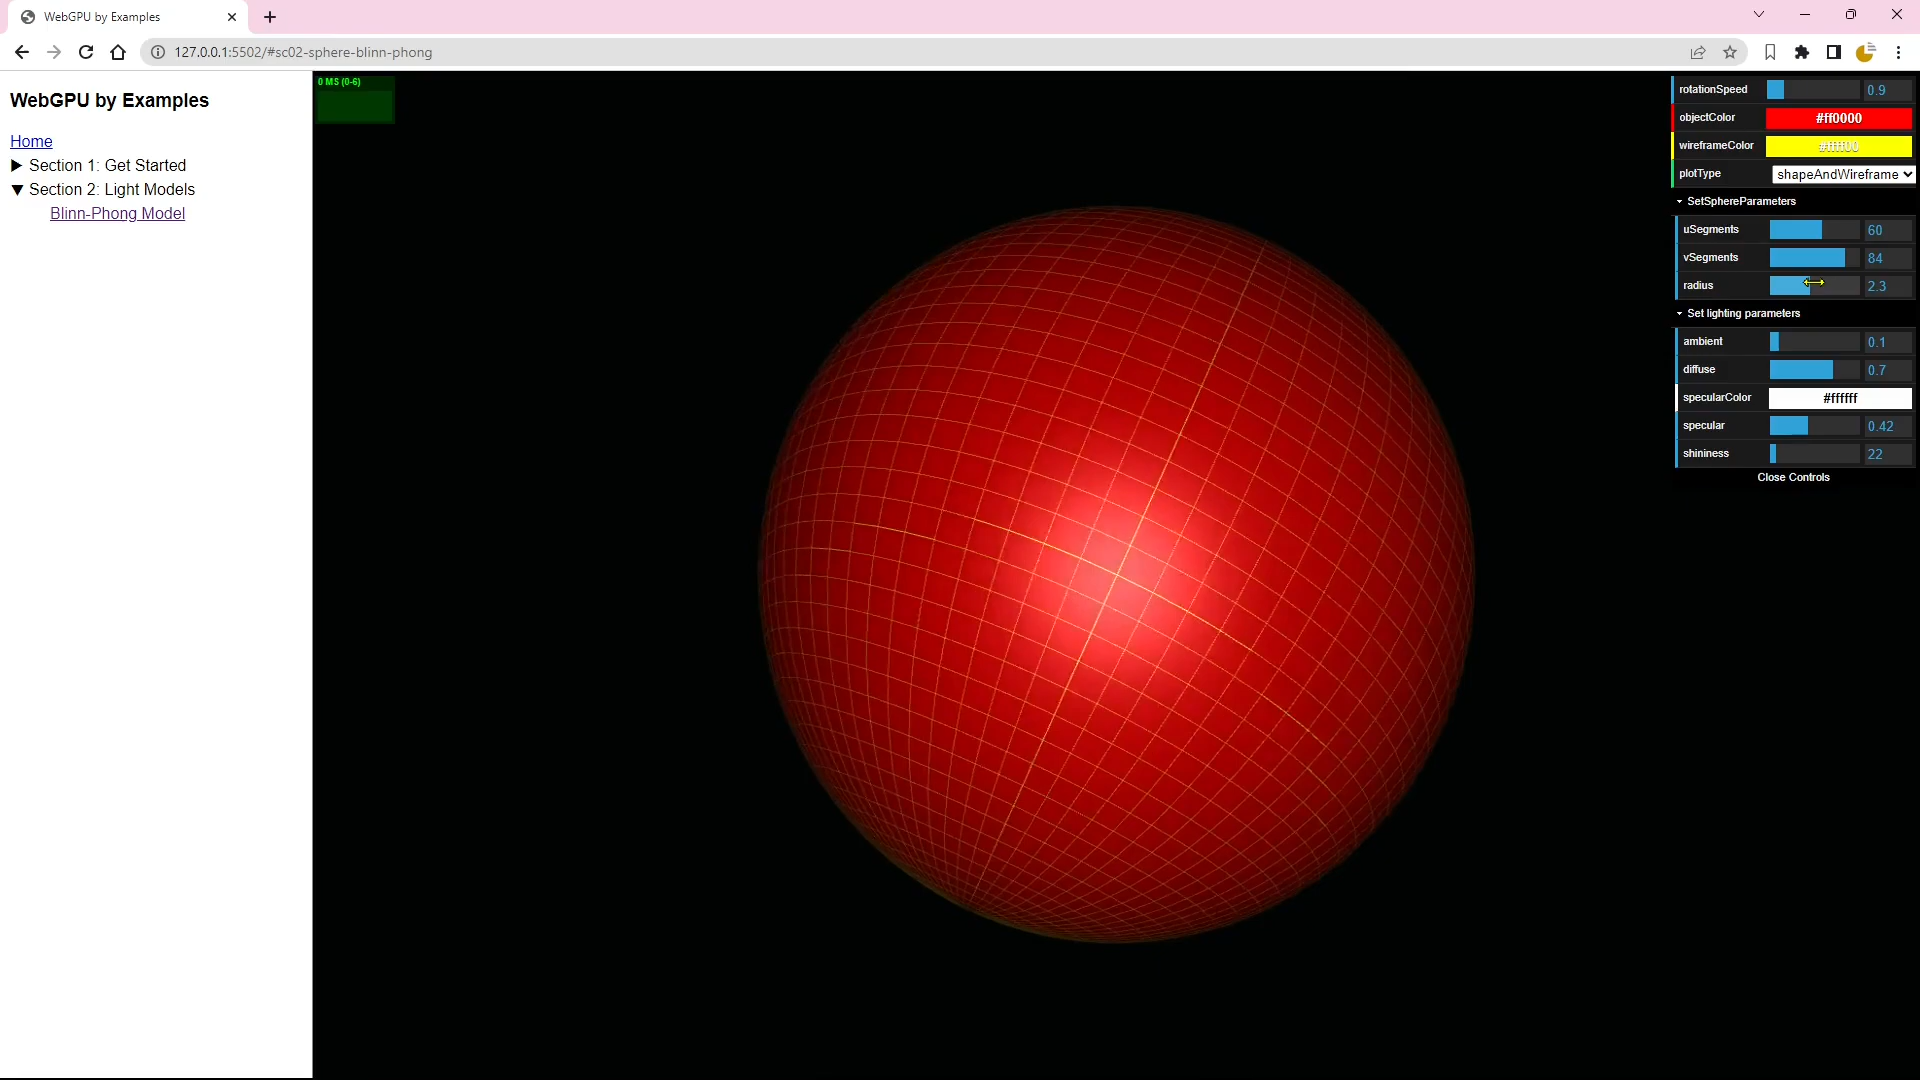 WebGPU by Examples
127.0.0.1:5502/#sc02-sphere-blinn-phong
WebGPU by Examples
Home
Section 1: Get Started
Section 2: Light Models
Blinn-Phong Model
0 MS (0-6)
rotationSpeed 0.9
objectColor #ff0000
wireframeColor #ffff00
plotType shapeAndWireframe
SetSphereParameters
uSegments 60
vSegments 84
radius 2.3
Set lighting parameters
ambient 0.1
diffuse 0.7
specularColor #ffffff
specular 0.42
shininess 22
Close Controls